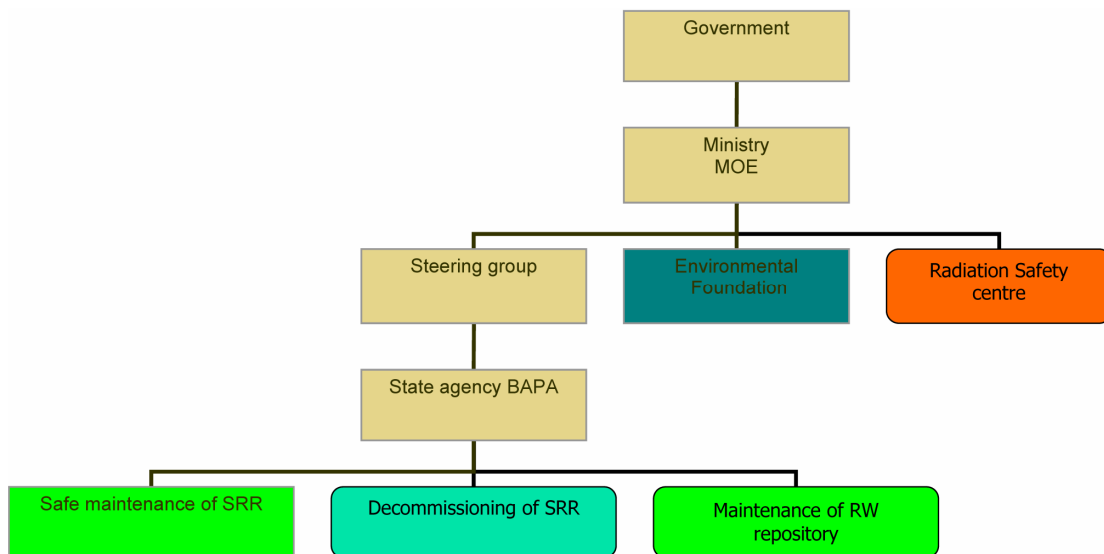 Government
Ministry
MOE
Steering group
Environmental
Foundation
Radiation Safety
centre
State agency BAPA
Safe maintenance of SRR
Decommissioning of SRR
Maintenance of RW
repository